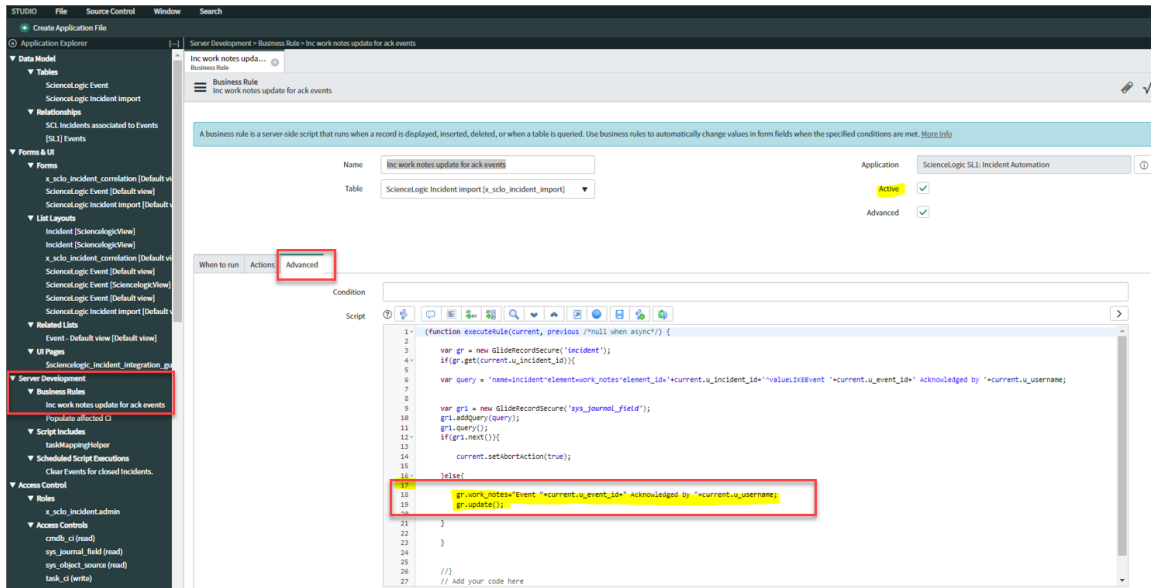 STUDIO File Source Control Window Search
Create Application File
Application Explorer [...]
Data Model
Tables
ScienceLogic Event
ScienceLogic Incident import
Relationships
SCL Incidents associated to Events
[SL1] Events
Forms & UI
Forms
x_sclo_incident_correlation [Default vi
ScienceLogic Event [Default view]
ScienceLogic Incident import [Default v
List Layouts
Incident [SciencelogicView]
Incident [SciencelogicView]
x_sclo_incident_correlation [Default vi
ScienceLogic Event [Default view]
ScienceLogic Event [SciencelogicView]
ScienceLogic Event [Default view]
ScienceLogic Incident import [Default v
Related Lists
Event - Default view [Default view]
UI Pages
Ssciencelogic_incident_integration_gu
Server Development
Business Rules
Inc work notes update for ack events
Populate affected CI
Script Includes
taskMappingHelper
Scheduled Script Executions
Clear Events for closed Incidents.
Access Control
Roles
x_sclo_incident.admin
Access Controls
cmdb_ci (read)
sys_journal_field (read)
sys_object_source (read)
task_ci (write)
Server Development > Business Rule > Inc work notes update for ack events
Inc work notes upda...
Business Rule
Business Rule
Inc work notes update for ack events
A business rule is a server-side script that runs when a record is displayed, inserted, deleted, or when a table is queried. Use business rules to automatically change values in form fields when the specified conditions are met. More Info
Name Inc work notes update for ack events
Application ScienceLogic SL1: Incident Automation
Table ScienceLogic Incident import [x_sclo_incident_import]
Active
Advanced
When to run Actions Advanced
Condition
Script
1 (function executeRule(current, previous /*null when async*/) {
2
3 var gr = new GlideRecordSecure('incident');
4 if(gr.get(current.u_incident_id)){
5
6 var query = 'name=incident^element=work_notes^element_id='+current.u_incident_id+'^valueLIKEEvent '+current.u_event_id+' Acknowledged by '+current.u_username;
7
8
9 var gr1 = new GlideRecordSecure('sys_journal_field');
10 gr1.addQuery(query);
11 gr1.query();
12 if(gr1.next()){
13
14 current.setAbortAction(true);
15
16 }else{
17
18 gr.work_notes="Event "+current.u_event_id+" Acknowledged by "+current.u_username;
19 gr.update();
20
21 }
22
23 }
24
25
26 //}
27 // Add your code here